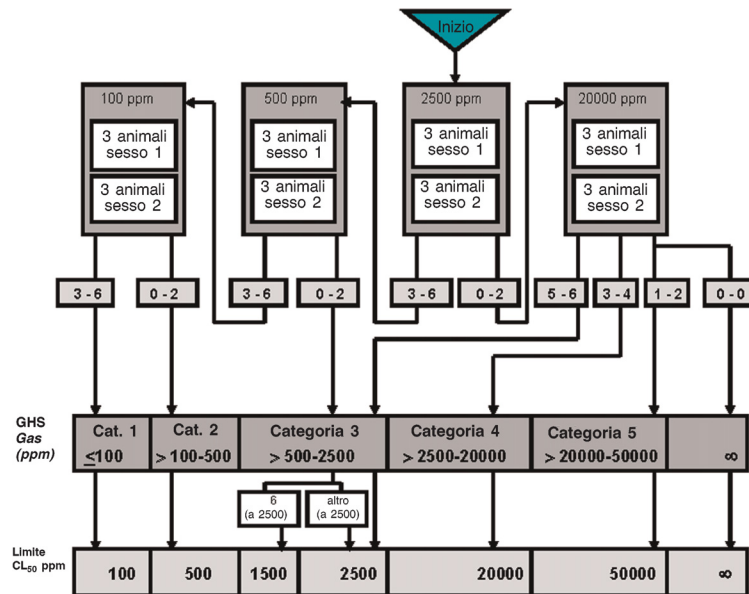 Inizio
100 ppm
3 animali
sesso 1
3 animali
sesso 2
500 ppm
3 animali
sesso 1
3 animali
sesso 2
2500 ppm
3 animali
sesso 1
3 animali
sesso 2
20000 ppm
3 animali
sesso 1
3 animali
sesso 2
3 - 6
0 - 2
3 - 6
0 - 2
3 - 6
0 - 2
5 - 6
3 - 4
1 - 2
0 - 0
GHS
Gas
(ppm)
Cat. 1
≤100
Cat. 2
> 100-500
Categoria 3
> 500-2500
Categoria 4
> 2500-20000
Categoria 5
> 20000-50000
∞
6
(a 2500)
altro
(a 2500)
Limite
CL₅₀ ppm
100
500
1500
2500
20000
50000
∞